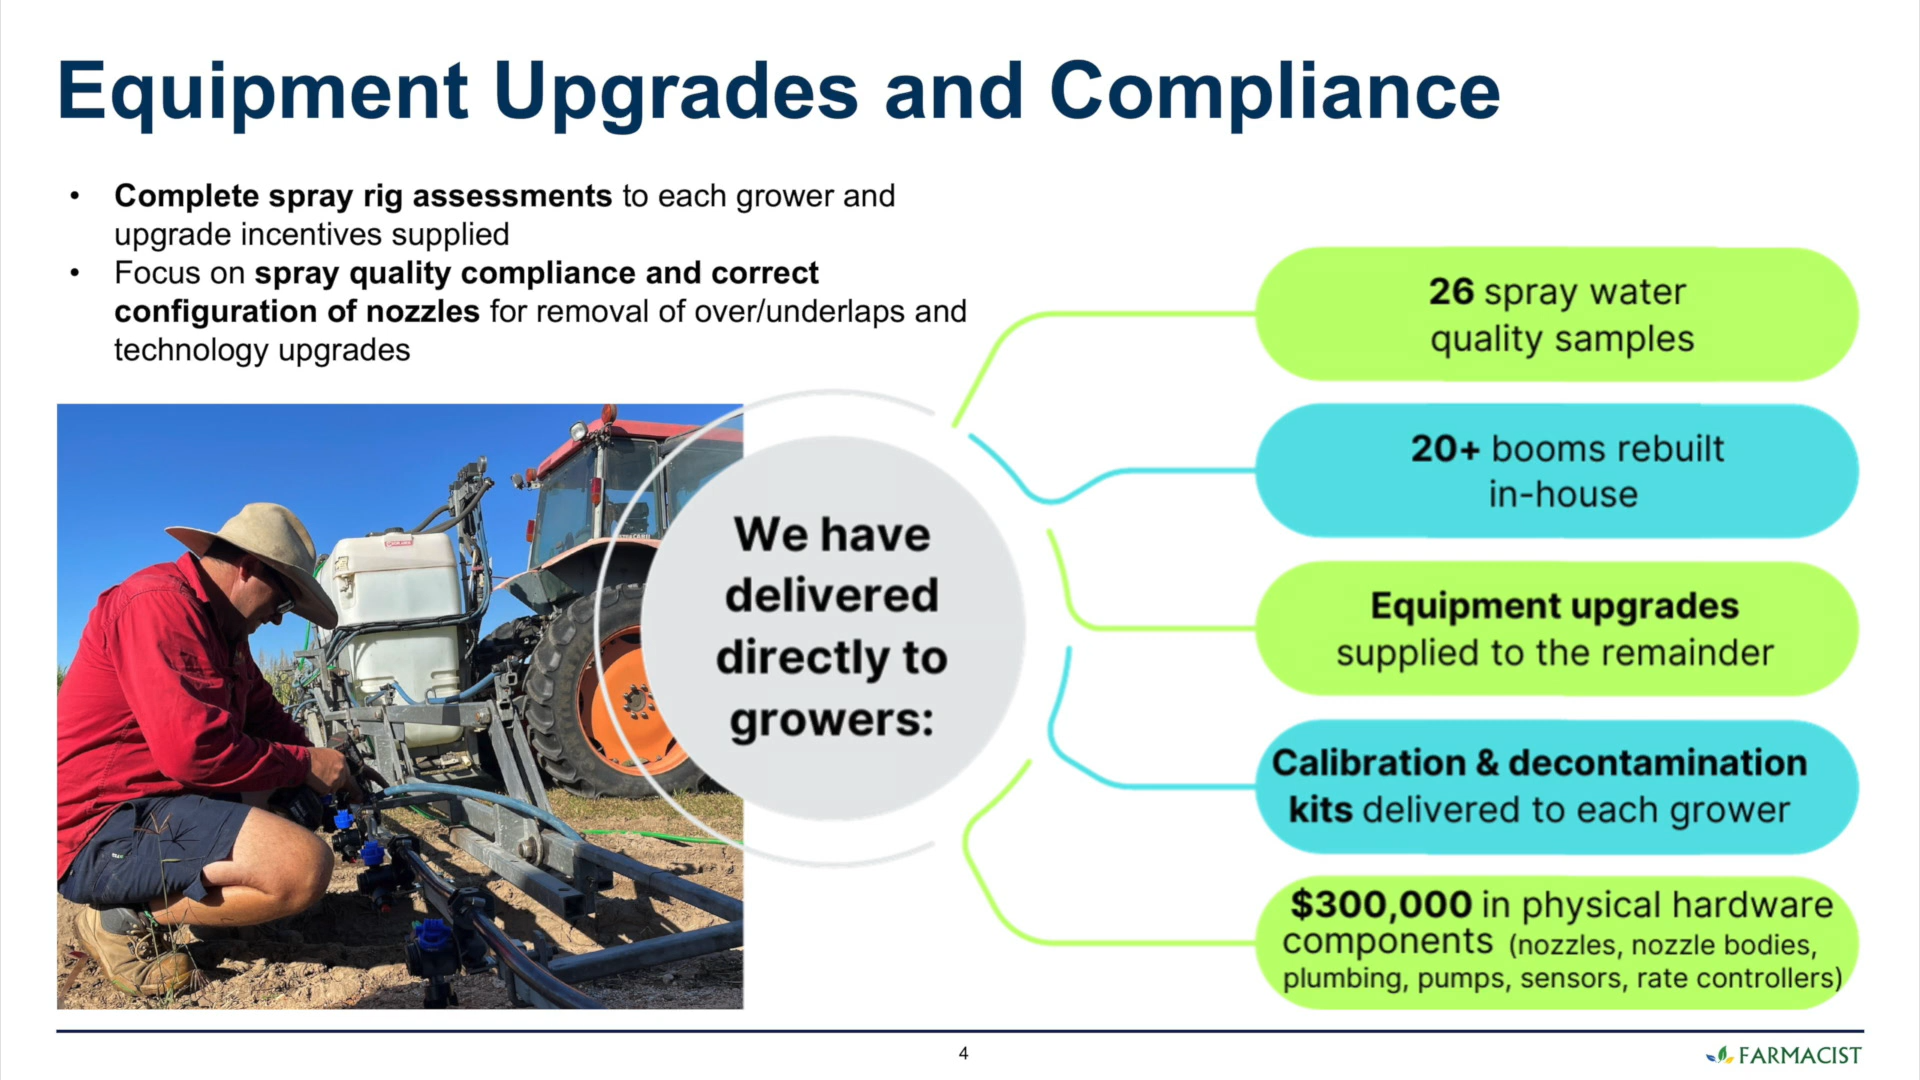 Equipment Upgrades and Compliance
• Complete spray rig assessments to each grower and
upgrade incentives supplied
• Focus on spray quality compliance and correct
configuration of nozzles for removal of over/underlaps and
technology upgrades
We have
delivered
directly to
growers:
26 spray water
quality samples
20+ booms rebuilt
in-house
Equipment upgrades
supplied to the remainder
Calibration & decontamination
kits delivered to each grower
$300,000 in physical hardware
components (nozzles, nozzle bodies,
plumbing, pumps, sensors, rate controllers)
4
FARMACIST